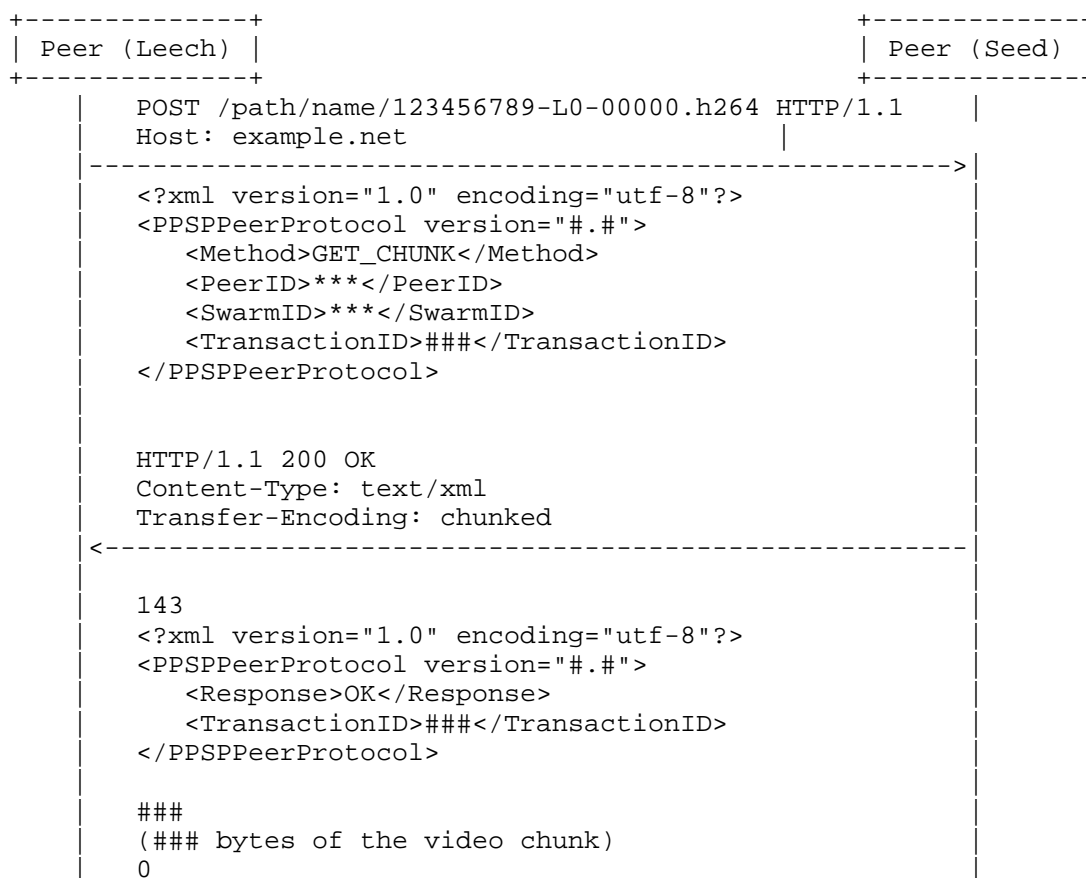 Peer (Leech) Peer (Seed)
POST /path/name/123456789-L0-00000.h264 HTTP/1.1
Host: example.net
<?xml version="1.0" encoding="utf-8"?>
<PPSPPeerProtocol version="#.#">
<Method>GET_CHUNK</Method>
<PeerID>***</PeerID>
<SwarmID>***</SwarmID>
<TransactionID>###</TransactionID>
</PPSPPeerProtocol>
HTTP/1.1 200 OK
Content-Type: text/xml
Transfer-Encoding: chunked
143
<?xml version="1.0" encoding="utf-8"?>
<PPSPPeerProtocol version="#.#">
<Response>OK</Response>
<TransactionID>###</TransactionID>
</PPSPPeerProtocol>
###
(### bytes of the video chunk)
0